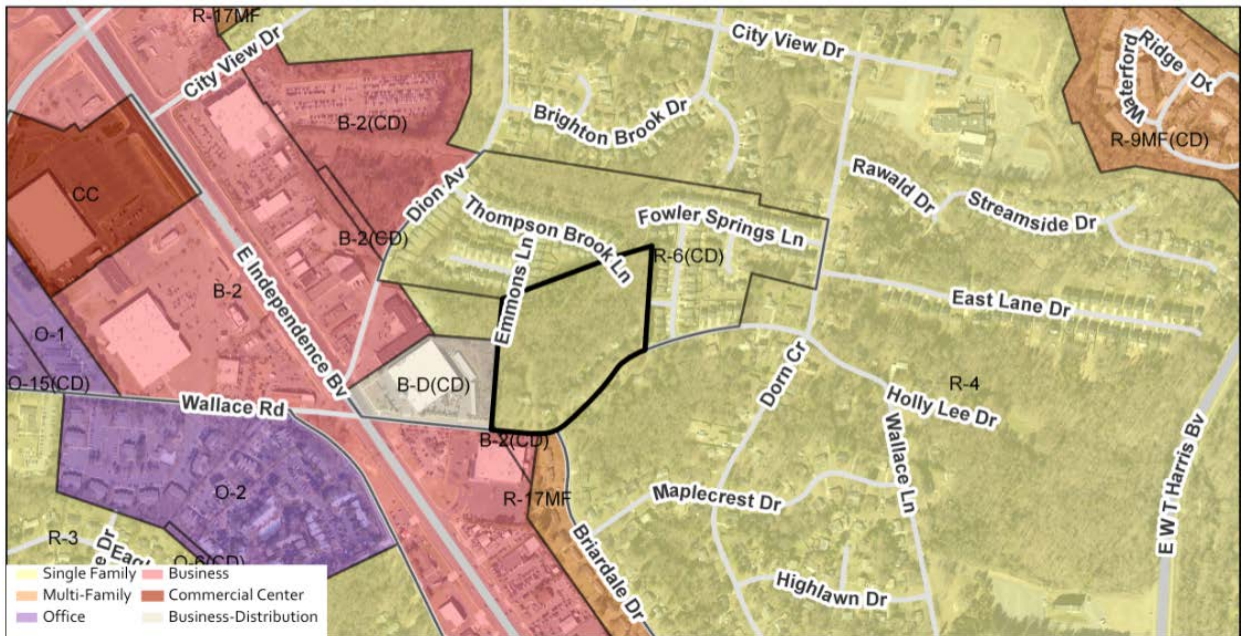 R-17MF
City View Dr
City View Dr
Waterford
Ridge Dr
R-9MF(CD)
B-2(CD)
Brighton Brook Dr
CC
Dion Av
Rawald Dr
Streamside Dr
Thompson Brook Ln
Fowler Springs Ln
B-2(CD)
R-6(CD)
E Independence Bv
Emmons Ln
B-2
East Lane Dr
O-1
O-15(CD)
B-D(CD)
Dorn Cr
R-4
Holly Lee Dr
Wallace Rd
B-2(CD)
Wallace Ln
E W T Harris Bv
O-2
R-17MF
Maplecrest Dr
R-3
O-6(CD)
Briardale Dr
Highlawn Dr
Single Family
Business
Multi-Family
Commercial Center
Office
Business-Distribution